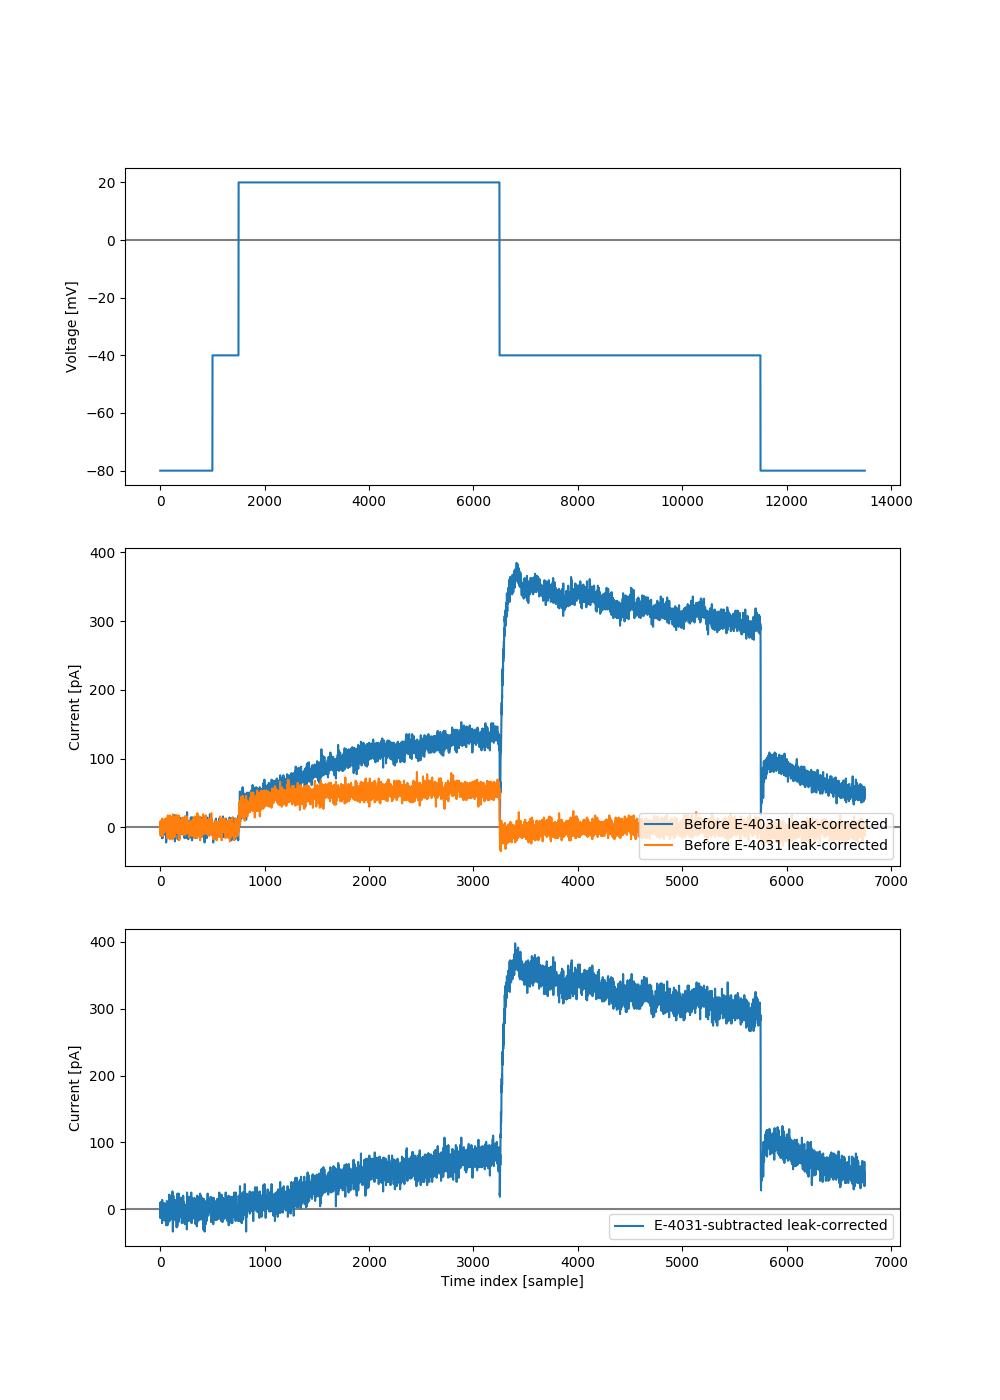 20
0
−20
−40
−60
−80
Voltage [mV]
0 2000 4000 6000 8000 10000 12000 14000
400
300
200
100
0
Current [pA]
Before E-4031 leak-corrected
Before E-4031 leak-corrected
0 1000 2000 3000 4000 5000 6000 7000
400
300
200
100
0
Current [pA]
E-4031-subtracted leak-corrected
0 1000 2000 3000 4000 5000 6000 7000
Time index [sample]